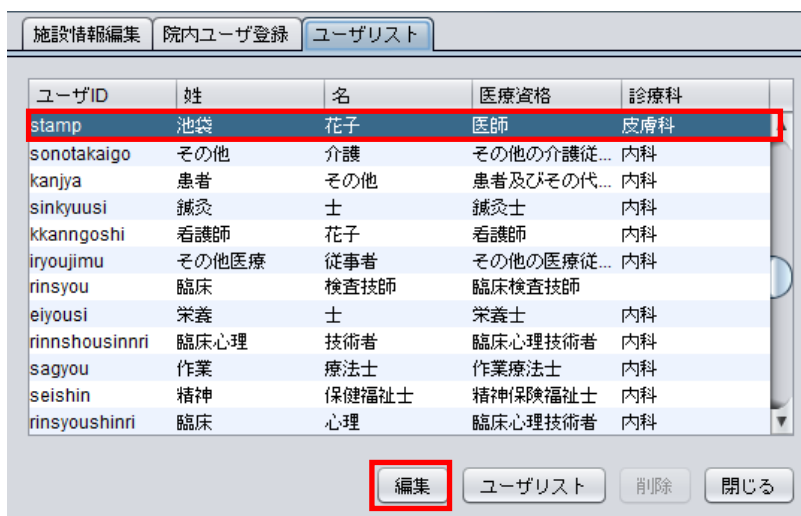 施設情報編集 院内ユーザ登録 ユーザリスト
ユーザID 姓 名 医療資格 診療科
stamp 池袋 花子 医師 皮膚科
sonotakaigo その他 介護 その他の介護従... 内科
kanjya 患者 その他 患者及びその代... 内科
sinkyuusi 鍼灸 士 鍼灸士 内科
kkanngoshi 看護師 花子 看護師 内科
iryoujimu その他医療 従事者 その他の医療従... 内科
rinsyou 臨床 検査技師 臨床検査技師
eiyousi 栄養 士 栄養士 内科
rinnshousinnri 臨床心理 技術者 臨床心理技術者 内科
sagyou 作業 療法士 作業療法士 内科
seishin 精神 保健福祉士 精神保険福祉士 内科
rinsyoushinri 臨床 心理 臨床心理技術者 内科
編集 ユーザリスト 削除 閉じる